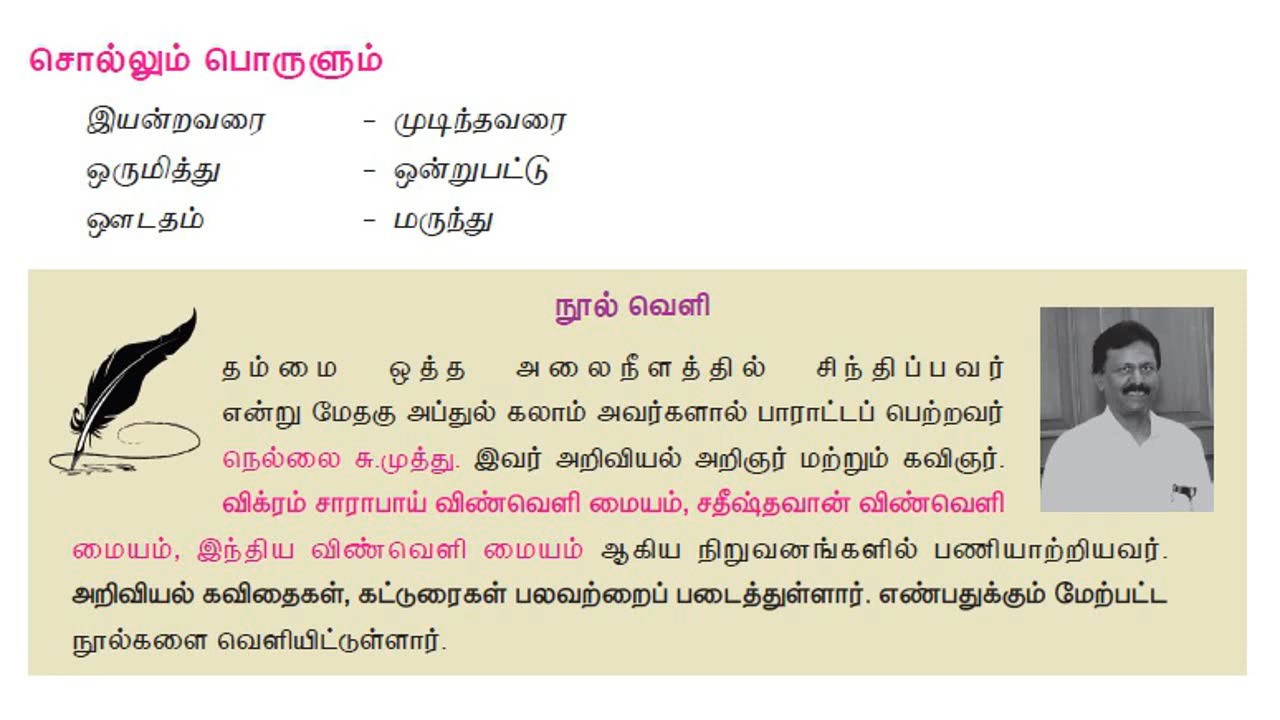 சொல்லும் பொருளும்
இயன்றவரை - முடிந்தவரை
ஒருமித்து - ஒன்றுபட்டு
ஔடதம் - மருந்து
நூல் வெளி
தம்மை ஒத்த அலைநீளத்தில் சிந்திப்பவர்
என்று மேதகு அப்துல் கலாம் அவர்களால் பாராட்டப் பெற்றவர்
நெல்லை சு.முத்து. இவர் அறிவியல் அறிஞர் மற்றும் கவிஞர்.
விக்ரம் சாராபாய் விண்வெளி மையம், சதீஷ்தவான் விண்வெளி
மையம், இந்திய விண்வெளி மையம் ஆகிய நிறுவனங்களில் பணியாற்றியவர்.
அறிவியல் கவிதைகள், கட்டுரைகள் பலவற்றைப் படைத்துள்ளார். எண்பதுக்கும் மேற்பட்ட
நூல்களை வெளியிட்டுள்ளார்.